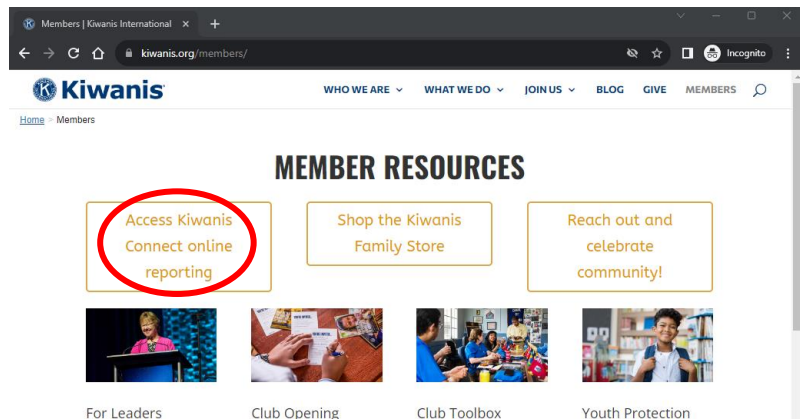 Members | Kiwanis International
kiwanis.org/members/
Incognito
Kiwanis
WHO WE ARE
WHAT WE DO
JOIN US
BLOG
GIVE
MEMBERS
Home > Members
MEMBER RESOURCES
Access Kiwanis
Connect online
reporting
Shop the Kiwanis
Family Store
Reach out and
celebrate
community!
For Leaders
Club Opening
Club Toolbox
Youth Protection